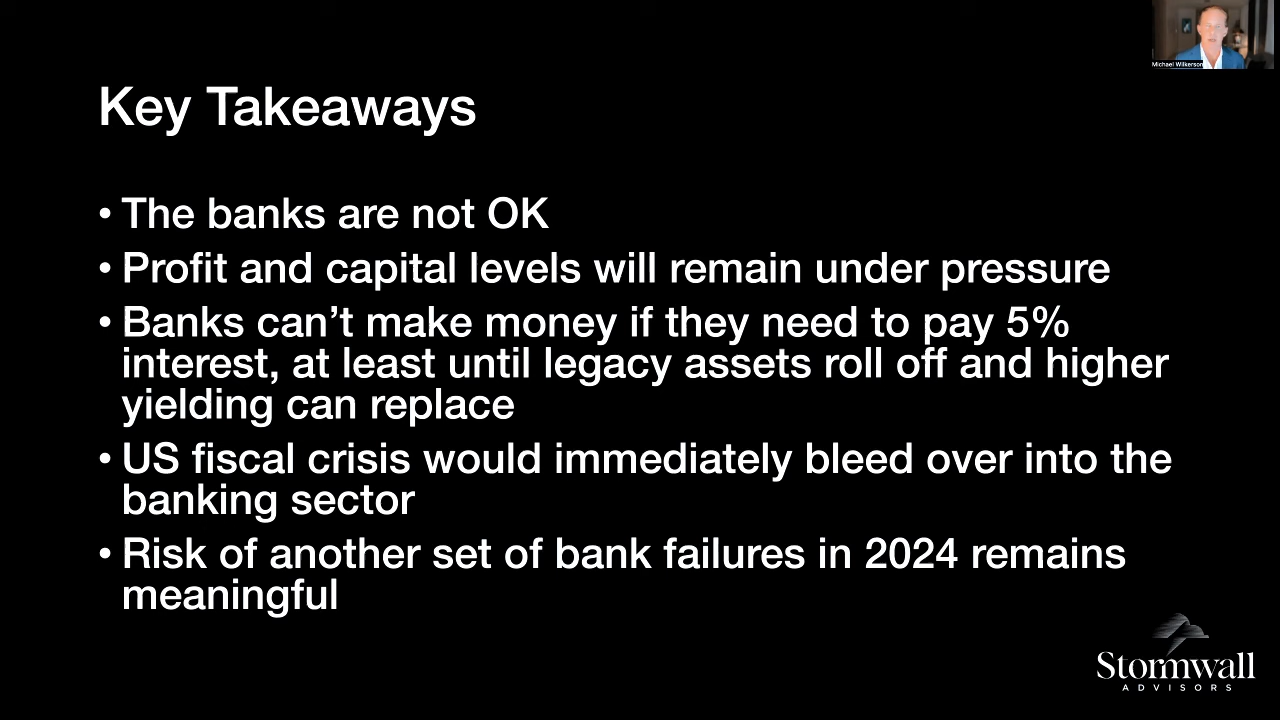 Michael Wilkerson
Key Takeaways
• The banks are not OK
• Profit and capital levels will remain under pressure
• Banks can’t make money if they need to pay 5%
interest, at least until legacy assets roll off and higher
yielding can replace
• US fiscal crisis would immediately bleed over into the
banking sector
• Risk of another set of bank failures in 2024 remains
meaningful
Stormwall
ADVISORS